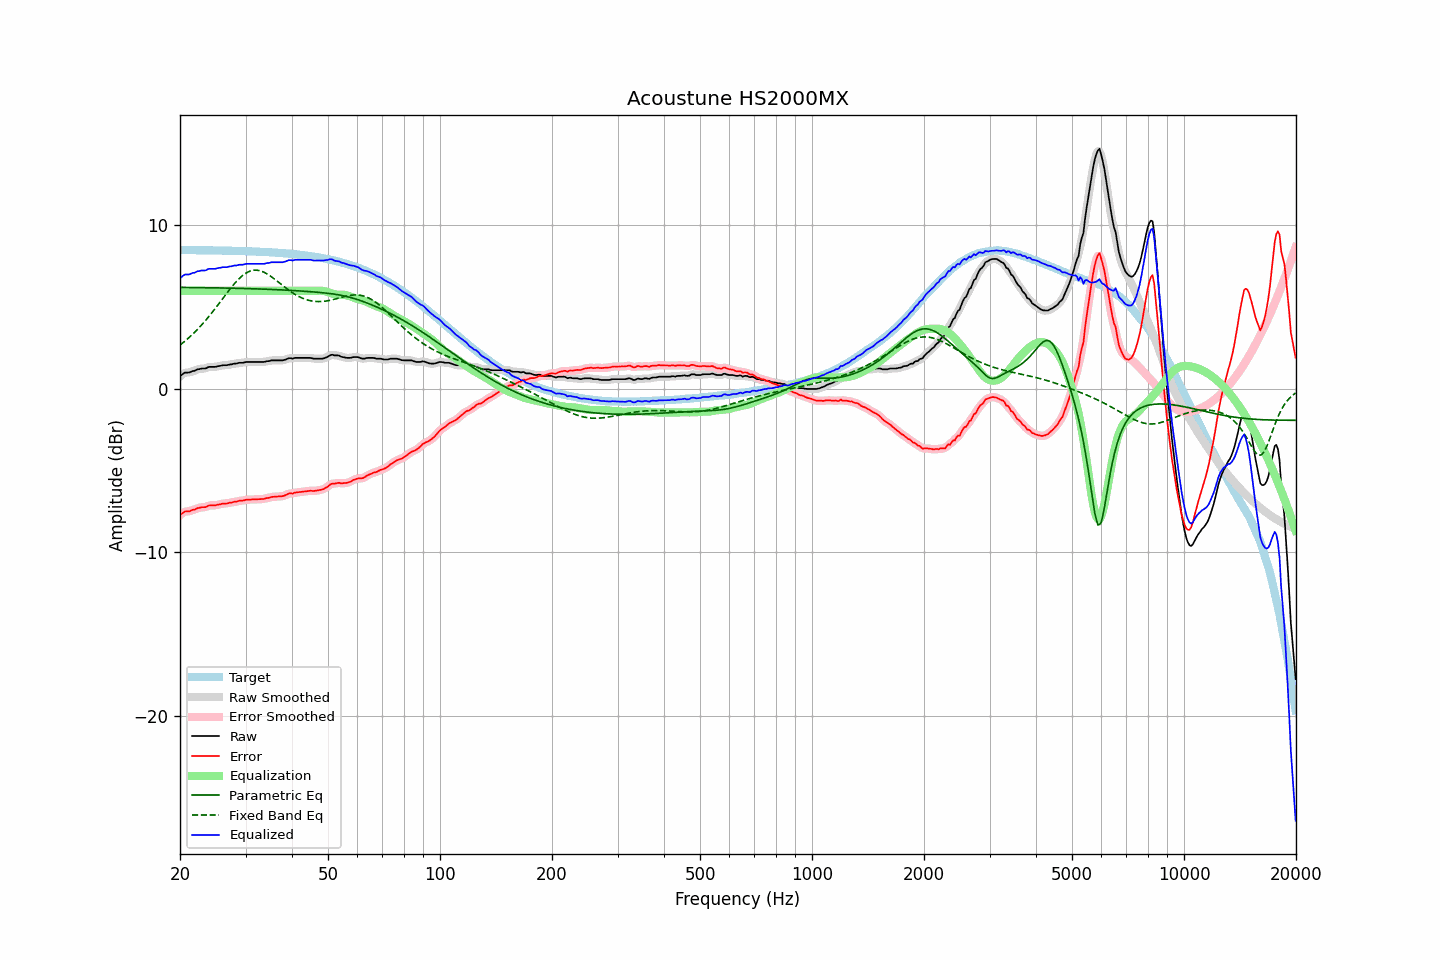 Acoustune HS2000MX
Amplitude (dBr)
10
0
−10
−20
Target
Raw Smoothed
Error Smoothed
Raw
Error
Equalization
Parametric Eq
Fixed Band Eq
Equalized
20 50 100 200 500 1000 2000 5000 10000 20000
Frequency (Hz)